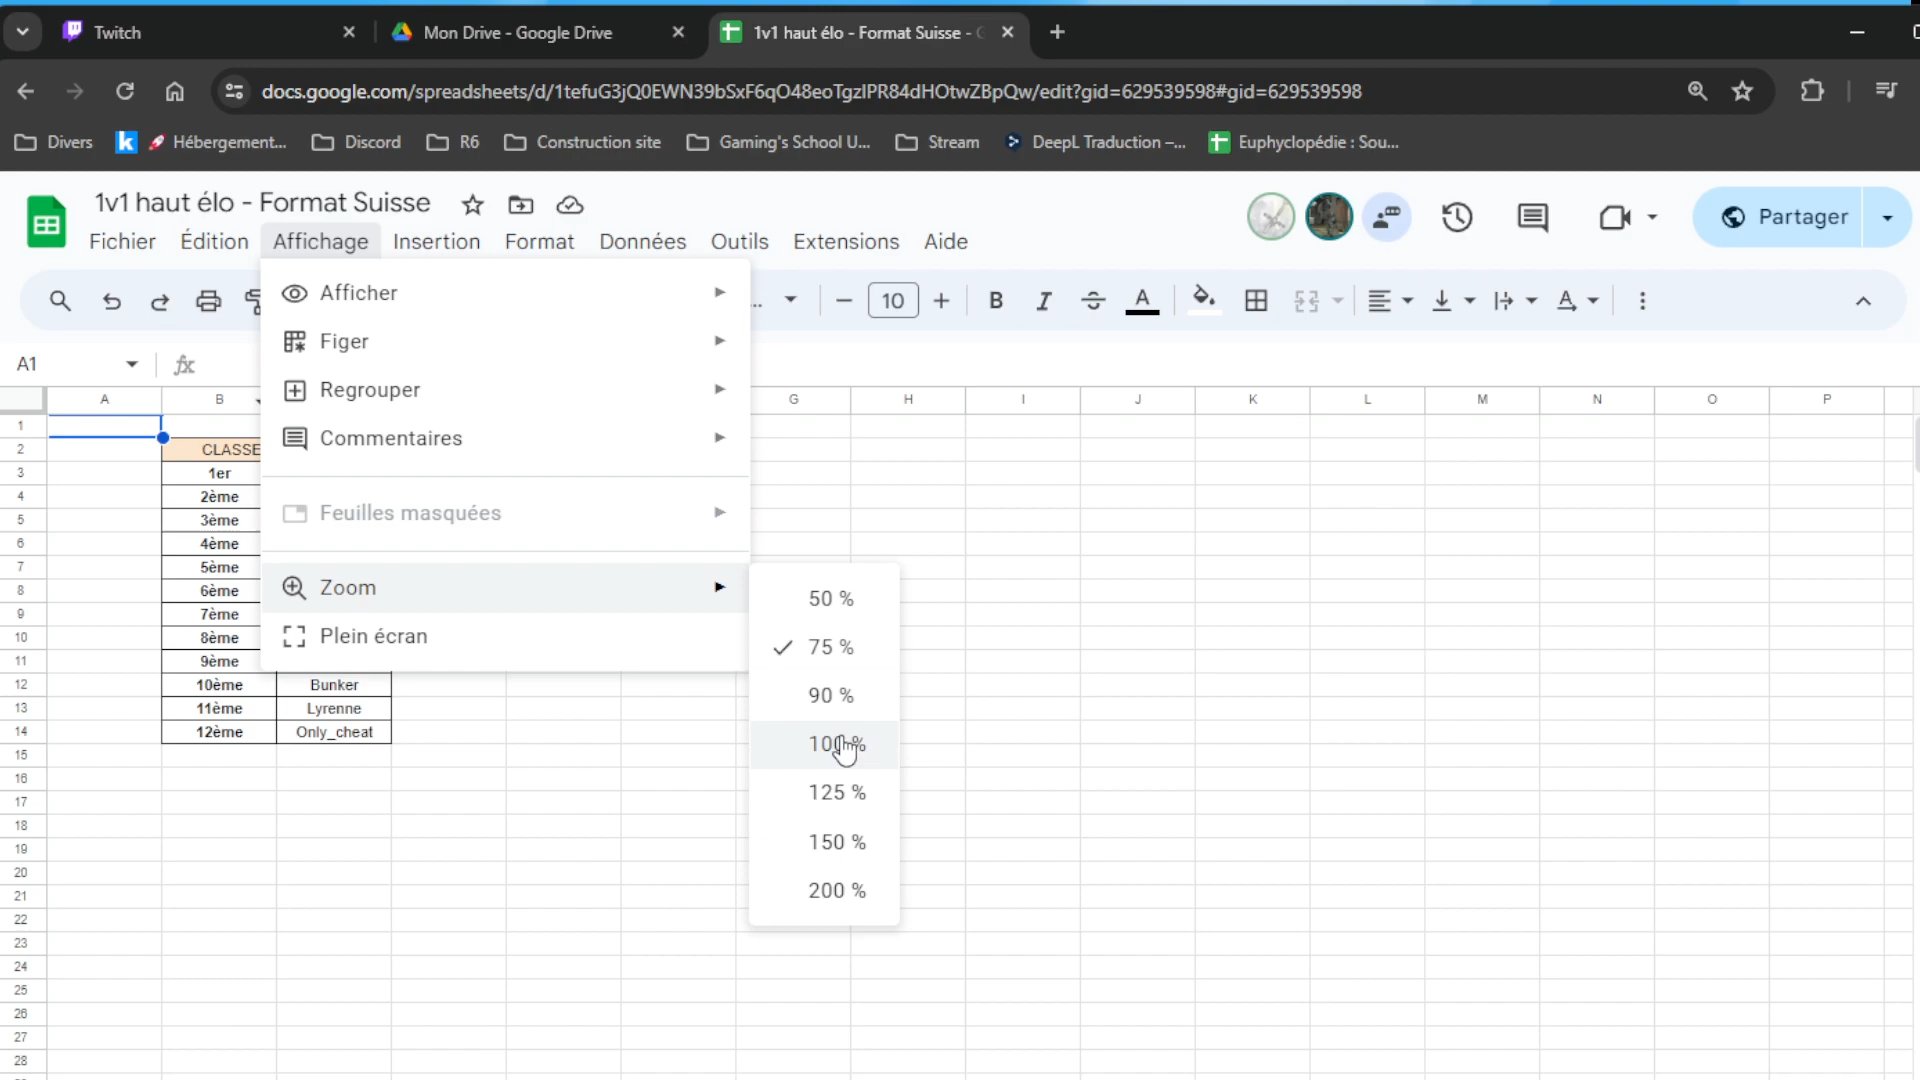 Twitch
Mon Drive - Google Drive
1v1 haut élo - Format Suisse -
docs.google.com/spreadsheets/d/1tefuG3jQ0EWN39bSxF6qO48eoTgzIPR84dHOtwZBpQw/edit?gid=629539598#gid=629539598
Divers
k
Hébergement...
Discord
R6
Construction site
Gaming's School U...
Stream
DeepL Traduction –...
Euphyclopédie : Sou...
1v1 haut élo - Format Suisse
Partager
Fichier Édition Affichage Insertion Format Données Outils Extensions Aide
Afficher
Figer
Regrouper
Commentaires
Feuilles masquées
Zoom
Plein écran
50 %
75 %
90 %
100 %
125 %
150 %
200 %
... 10 B I A A
A1 fx
A B G H I J K L M N O P
1
2 CLASSE
3 1er
4 2ème
5 3ème
6 4ème
7 5ème
8 6ème
9 7ème
10 8ème
11 9ème
12 10ème Bunker
13 11ème Lyrenne
14 12ème Only_cheat
15
16
17
18
19
20
21
22
23
24
25
26
27
28